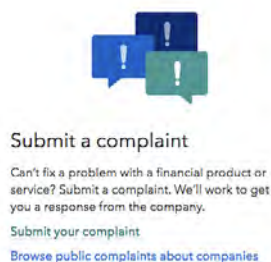 Submit a complaint
Can't fix a problem with a financial product or
service? Submit a complaint. We'll work to get
you a response from the company.
Submit your complaint
Browse public complaints about companies